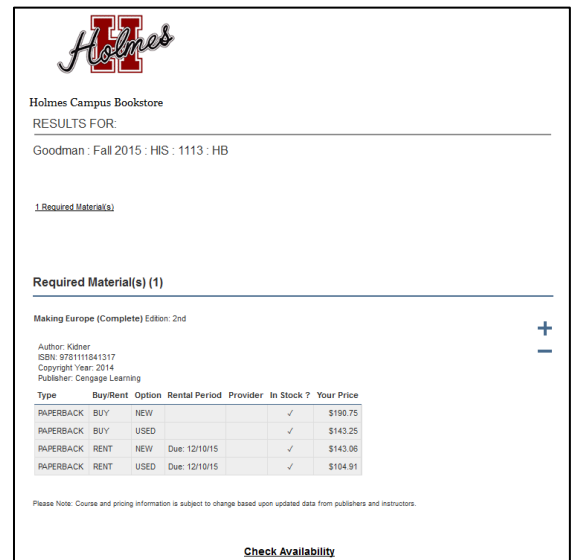 Holmes
Holmes Campus Bookstore
RESULTS FOR:
Goodman : Fall 2015 : HIS : 1113 : HB
1 Required Material(s)
Required Material(s) (1)
Making Europe (Complete) Edition: 2nd
Author: Kidner
ISBN: 9781111841317
Copyright Year: 2014
Publisher: Cengage Learning
Type Buy/Rent Option Rental Period Provider In Stock ? Your Price
PAPERBACK BUY NEW √ $190.75
PAPERBACK BUY USED √ $143.25
PAPERBACK RENT NEW Due: 12/10/15 √ $143.06
PAPERBACK RENT USED Due: 12/10/15 √ $104.91
Please Note: Course and pricing information is subject to change based upon updated data from publishers and instructors.
Check Availability